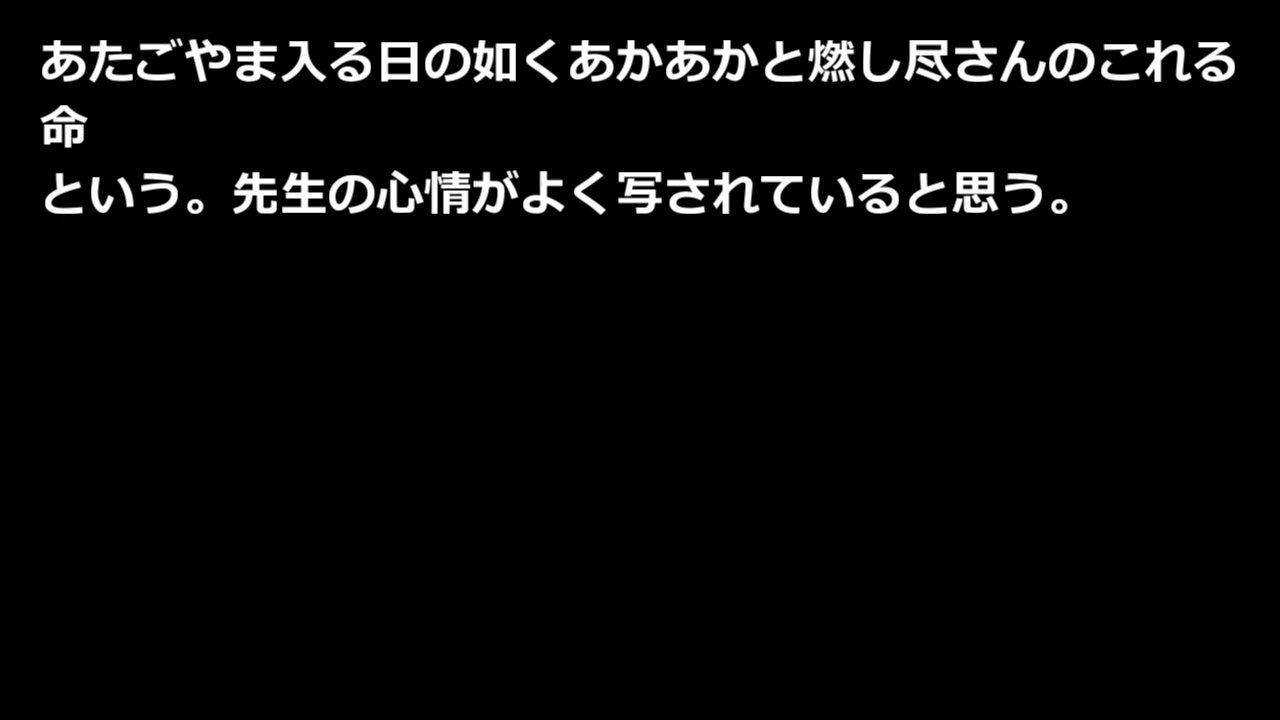 あたごやま入る日の如くあかあかと燃し尽さんのこれる
命
という。先生の心情がよく写されていると思う。